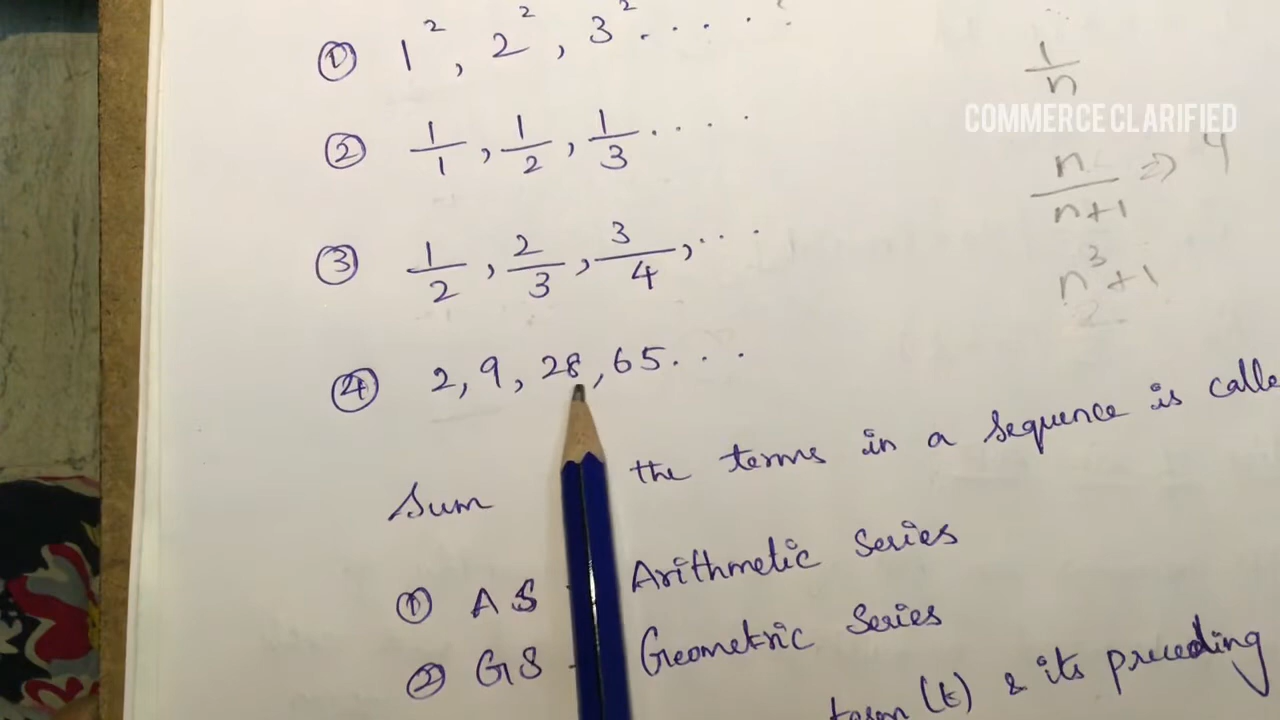 ① 1², 2², 3² . . . .
1/n
COMMERCE CLARIFIED
② 1/1, 1/2, 1/3 . . . .
n/n+1 ⇒
③ 1/2, 2/3, 3/4, . . .
n³+1
④ 2, 9, 28, 65 . . .
Sum the terms in a sequence is
① AS Arithmetic Series
② GS Geometric Series
term (t) & its preceding